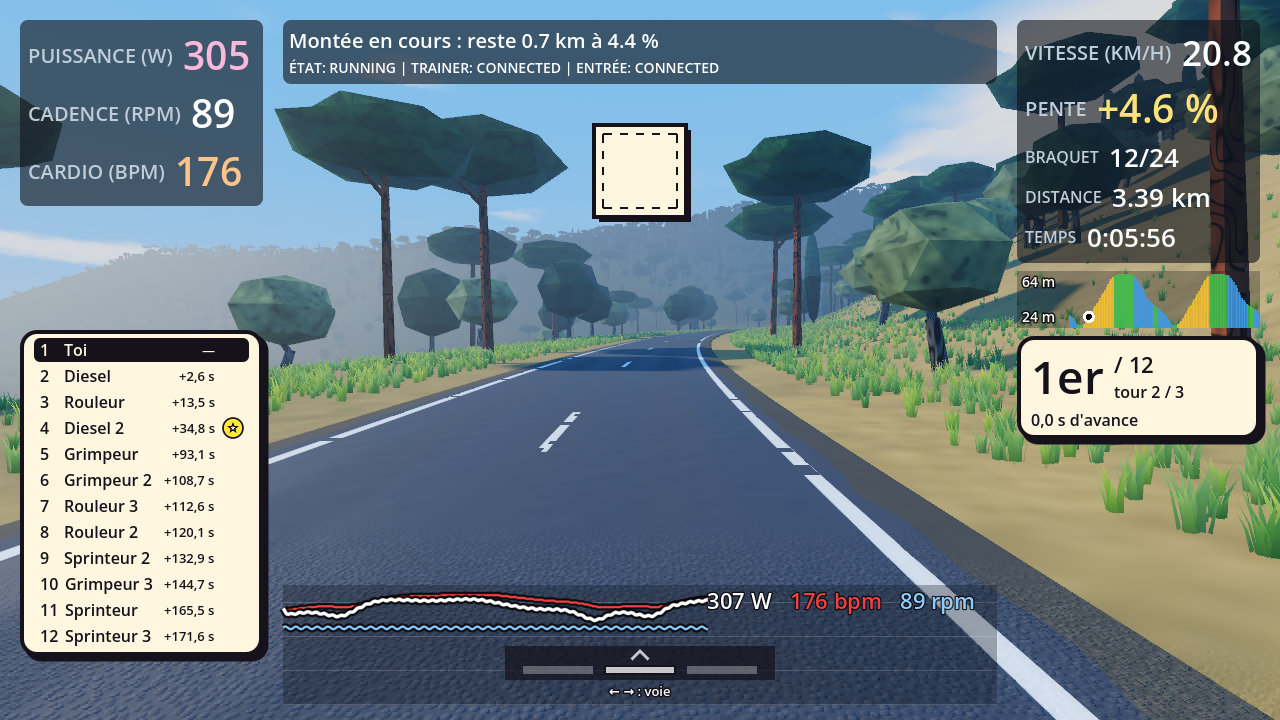 PUISSANCE (W) 305
CADENCE (RPM) 89
CARDIO (BPM) 176
Montée en cours : reste 0.7 km à 4.4 %
ÉTAT: RUNNING | TRAINER: CONNECTED | ENTRÉE: CONNECTED
VITESSE (KM/H) 20.8
PENTE +4.6 %
BRAQUET 12/24
DISTANCE 3.39 km
TEMPS 0:05:56
64 m
24 m
1er / 12
tour 2 / 3
0,0 s d'avance
1 Toi —
2 Diesel +2,6 s
3 Rouleur +13,5 s
4 Diesel 2 +34,8 s
5 Grimpeur +93,1 s
6 Grimpeur 2 +108,7 s
7 Rouleur 3 +112,6 s
8 Rouleur 2 +120,1 s
9 Sprinteur 2 +132,9 s
10 Grimpeur 3 +144,7 s
11 Sprinteur +165,5 s
12 Sprinteur 3 +171,6 s
307 W 176 bpm 89 rpm
← → : voie